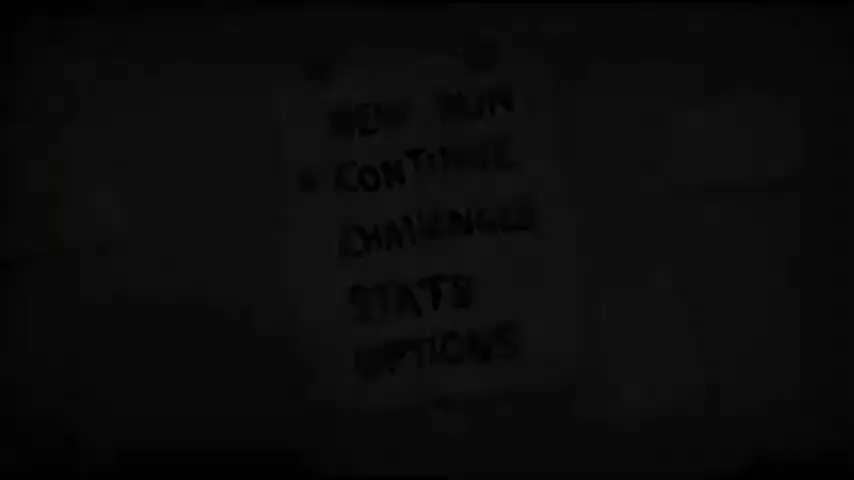 NEW RUN
CONTINUE
CHALLENGES
STATS
OPTIONS